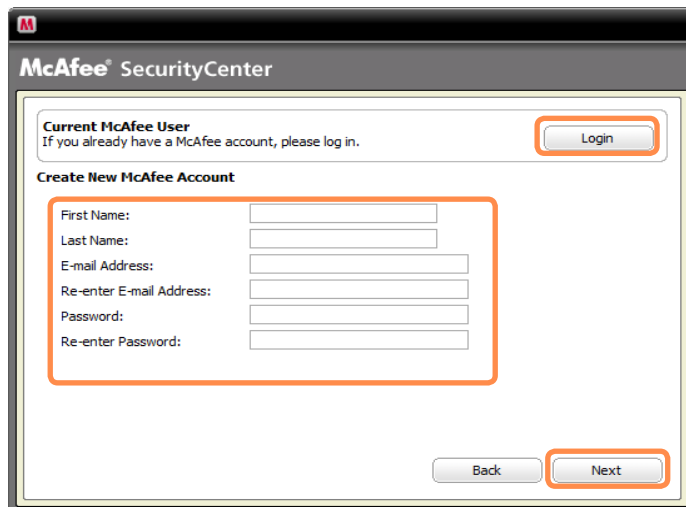 M
McAfee® SecurityCenter
Current McAfee User
If you already have a McAfee account, please log in.
Login
Create New McAfee Account
First Name:
Last Name:
E-mail Address:
Re-enter E-mail Address:
Password:
Re-enter Password:
Back
Next